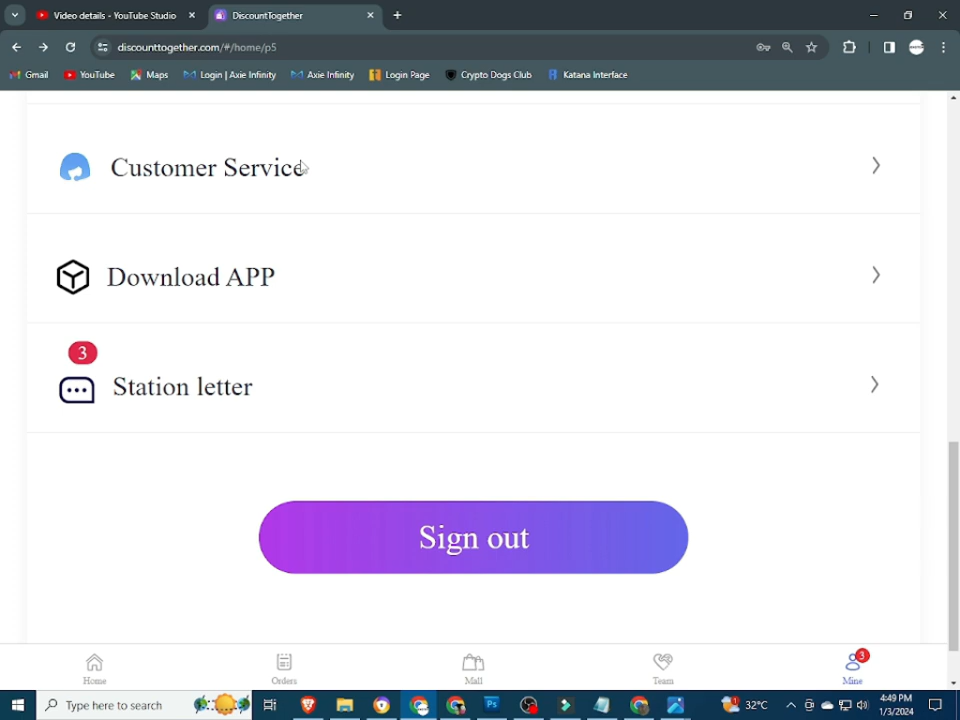 Video details - YouTube Studio
DiscountTogether
discounttogether.com/#/home/p5
Gmail
YouTube
Maps
Login | Axie Infinity
Axie Infinity
Login Page
Crypto Dogs Club
Katana Interface
Customer Service
Download APP
3
Station letter
Sign out
Home
Orders
Mall
Team
3
Mine
Type here to search
32°C
4:49 PM
1/3/2024